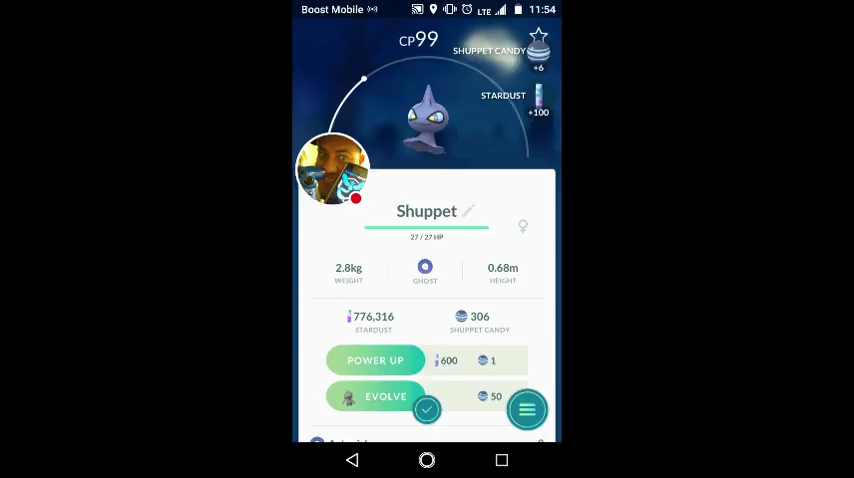 Boost Mobile
LTE
11:54
CP99
SHUPPET CANDY
+6
STARDUST
+100
Shuppet
27 / 27 HP
2.8kg
WEIGHT
GHOST
0.68m
HEIGHT
776,316
STARDUST
306
SHUPPET CANDY
POWER UP
600
1
EVOLVE
50